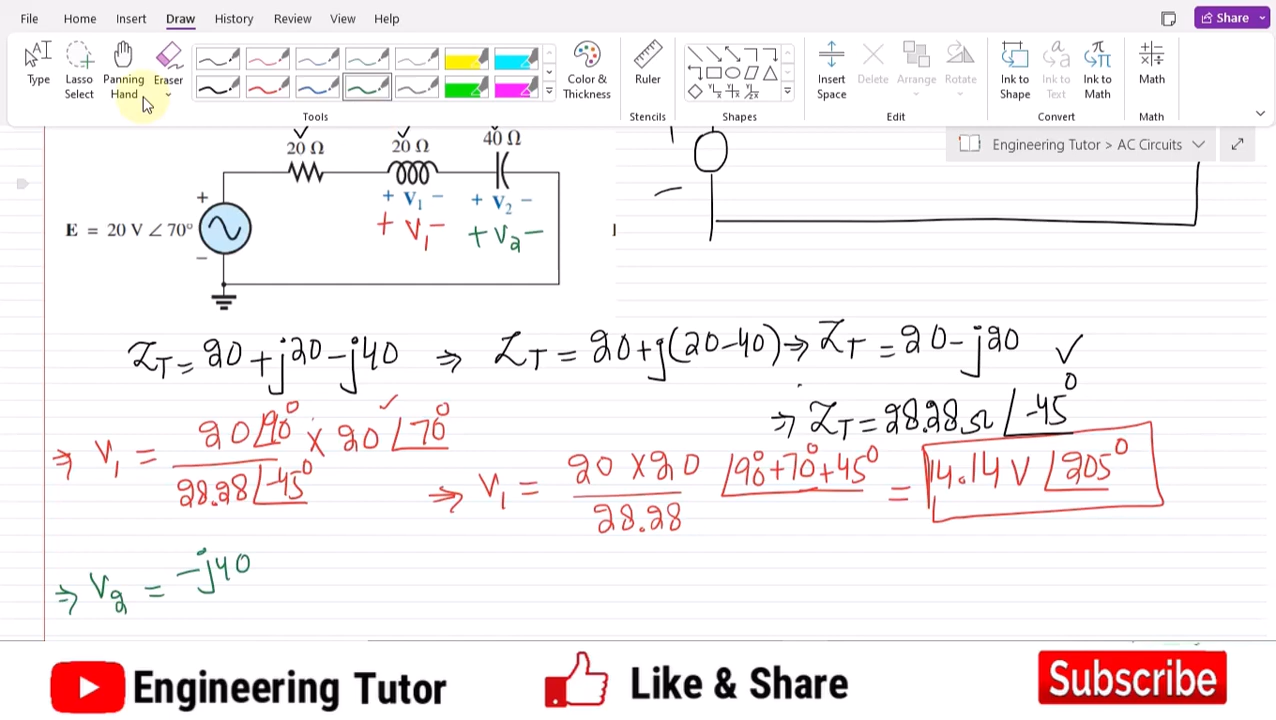 File Home Insert Draw History Review View Help Share
Type Lasso Select Panning Hand Eraser Color & Thickness Ruler Insert Space Delete Arrange Rotate Ink to Shape Ink to Text Ink to Math Math
Tools Stencils Shapes Edit Convert Math
Engineering Tutor > AC Circuits
20 Ω 20 Ω 40 Ω
+ V₁ − + V₂ −
+ V₁ − + V₂ −
E = 20 V ∠ 70°
+
−
Z_T = 20 + j20 − j40 ⇒ Z_T = 20 + j(20−40) ⇒ Z_T = 20 − j20 ✓
⇒ Z_T = 28.28 Ω ∠-45°
⇒ V₁ = 20∠90° / 28.28∠-45° × 20∠70°
⇒ V₁ = 20 × 20 / 28.28 ∠90°+70°+45° = 14.14 V ∠205°
⇒ V₂ = −j40
Engineering Tutor Like & Share Subscribe